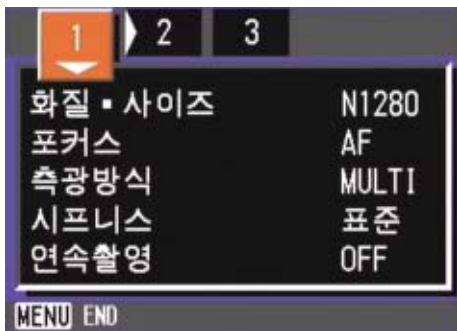 1 2 3
화질▪사이즈 N1280
포커스 AF
측광방식 MULTI
시프니스 표준
연속촬영 OFF
MENU END